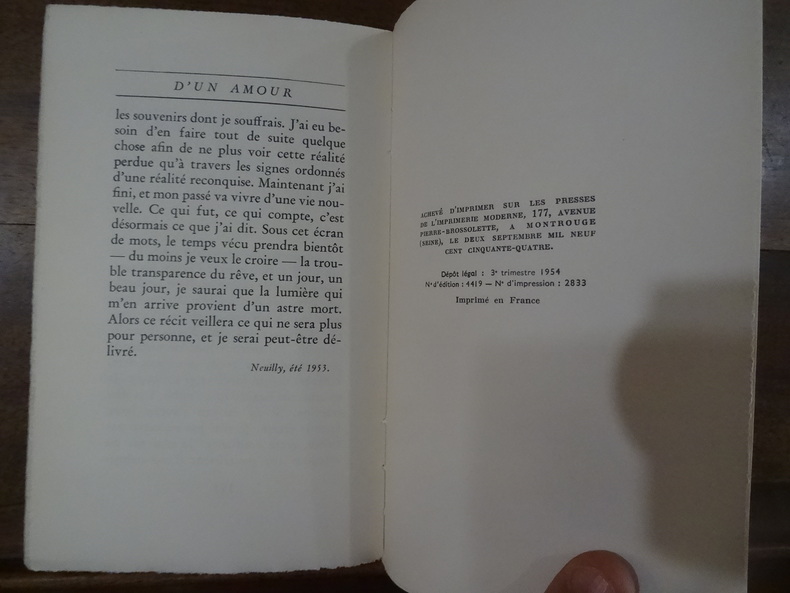 D'UN AMOUR
les souvenirs dont je souffrais. J'ai eu be-
soin d'en faire tout de suite quelque
chose afin de ne plus voir cette réalité
perdue qu'à travers les signes ordonnés
d'une réalité reconquise. Maintenant j'ai
fini, et mon passé va vivre d'une vie nou-
velle. Ce qui fut, ce qui compte, c'est
désormais ce que j'ai dit. Sous cet écran
de mots, le temps vécu prendra bientôt
— du moins je veux le croire — la trou-
ble transparence du rêve, et un jour, un
beau jour, je saurai que la lumière qui
m'en arrive provient d'un astre mort.
Alors ce récit veillera ce qui ne sera plus
pour personne, et je serai peut-être dé-
livré.
Neuilly, été 1953.
ACHEVÉ D'IMPRIMER SUR LES PRESSES
DE L'IMPRIMERIE MODERNE, 177, AVENUE
PIERRE-BROSSOLETTE, A MONTROUGE
(SEINE), LE DEUX SEPTEMBRE MIL NEUF
CENT CINQUANTE-QUATRE.
Dépôt légal : 3e trimestre 1954
No d'édition : 4419 — No d'impression : 2833
Imprimé en France